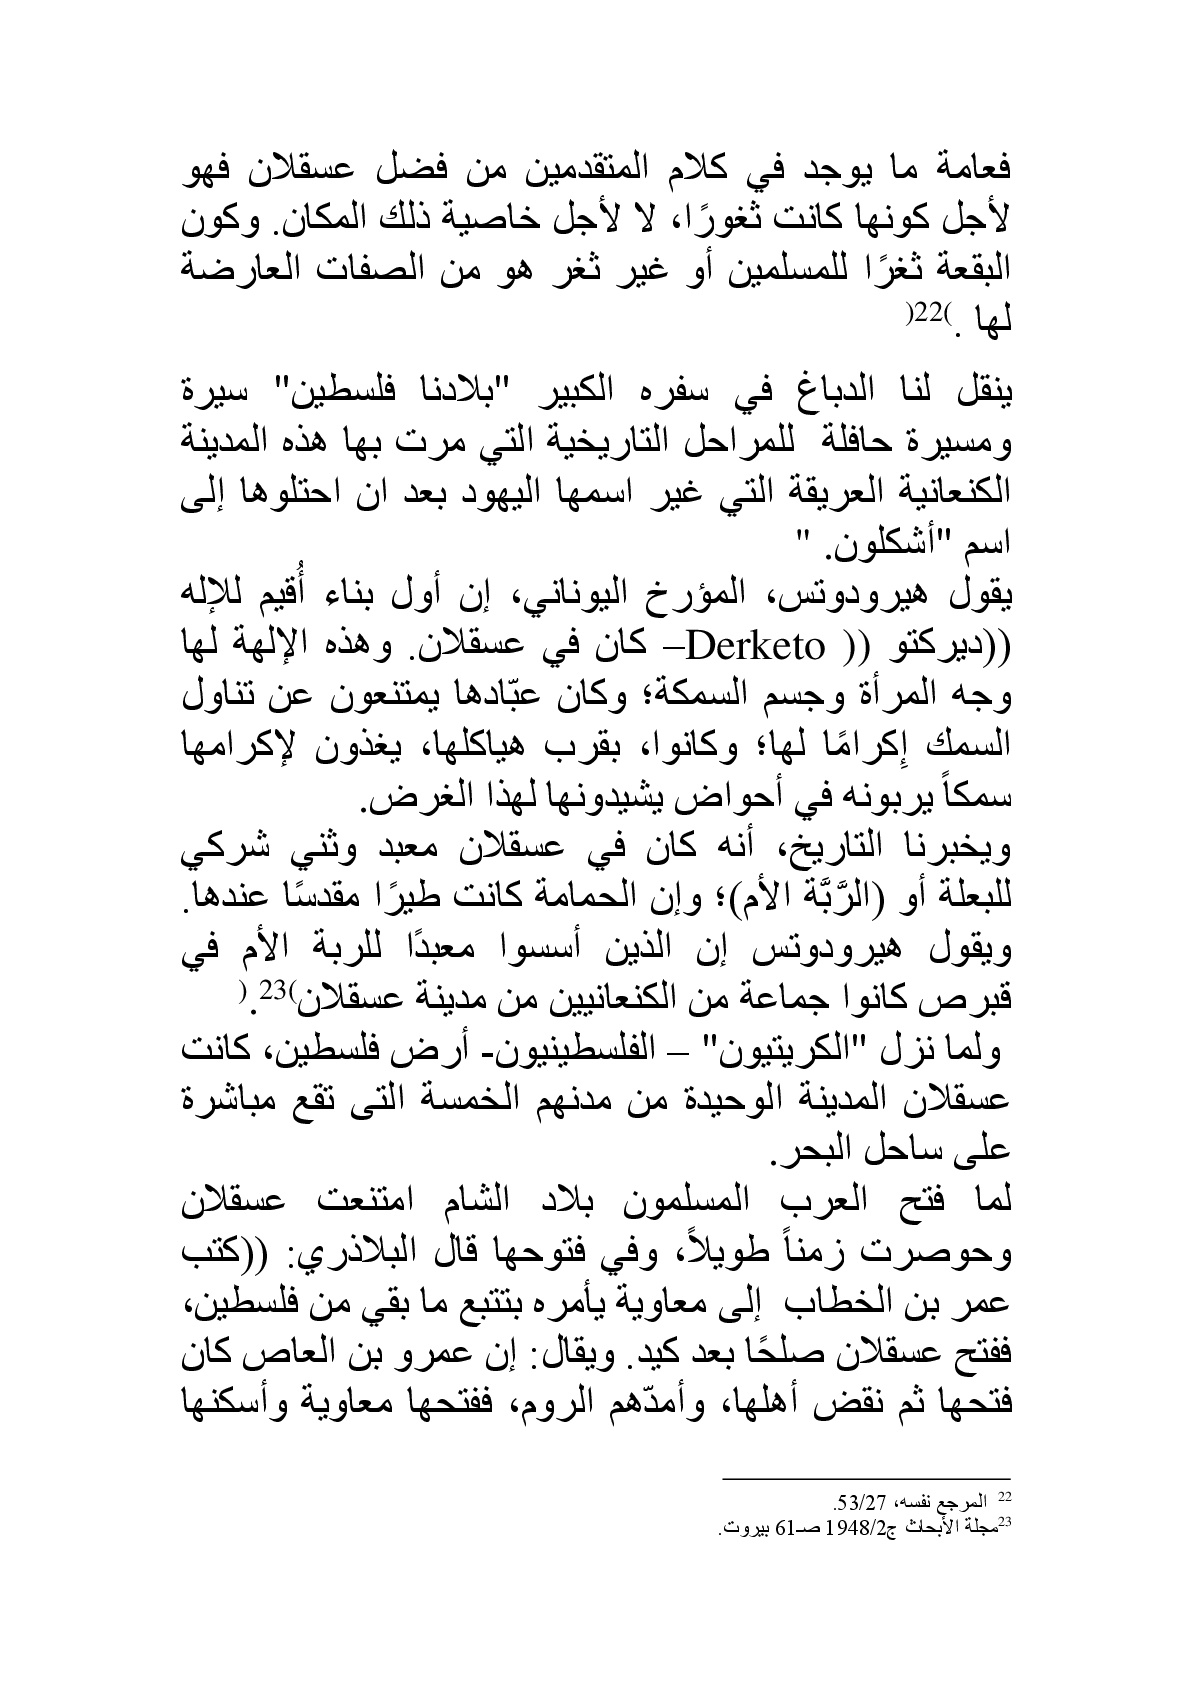 فعامة ما يوجد في كلام المتقدمين من فضل عسقلان فهو
لأجل كونها كانت ثغورًا، لا لأجل خاصية ذلك المكان. وكون
البقعة ثغرًا للمسلمين أو غير ثغر هو من الصفات العارضة
لها .)22(
ينقل لنا الدباغ في سفره الكبير "بلادنا فلسطين" سيرة
ومسيرة حافلة للمراحل التاريخية التي مرت بها هذه المدينة
الكنعانية العريقة التي غير اسمها اليهود بعد ان احتلوها إلى
اسم "أشكلون. "
يقول هيرودوتس، المؤرخ اليوناني، إن أول بناء أُقيم للإله
((ديركتو (( Derketo– كان في عسقلان. وهذه الإلهة لها
وجه المرأة وجسم السمكة؛ وكان عبّادها يمتنعون عن تناول
السمك إِكرامًا لها؛ وكانوا، بقرب هياكلها، يغذون لإكرامها
سمكاً يربونه في أحواض يشيدونها لهذا الغرض.
ويخبرنا التاريخ، أنه كان في عسقلان معبد وثني شركي
للبعلة أو (الرَّبَّة الأم)؛ وإن الحمامة كانت طيرًا مقدسًا عندها.
ويقول هيرودوتس إن الذين أسسوا معبدًا للربة الأم في
قبرص كانوا جماعة من الكنعانيين من مدينة عسقلان)23.(
ولما نزل "الكريتيون" – الفلسطينيون- أرض فلسطين، كانت
عسقلان المدينة الوحيدة من مدنهم الخمسة التى تقع مباشرة
على ساحل البحر.
لما فتح العرب المسلمون بلاد الشام امتنعت عسقلان
وحوصرت زمناً طويلاً، وفي فتوحها قال البلاذري: ((كتب
عمر بن الخطاب إلى معاوية يأمره بتتبع ما بقي من فلسطين،
ففتح عسقلان صلحًا بعد كيد. ويقال: إن عمرو بن العاص كان
فتحها ثم نقض أهلها، وأمدّهم الروم، ففتحها معاوية وأسكنها
22 المرجع نفسه، 53/27.
23مجلة الأبحاث ج1948/2 صـ61 بيروت.